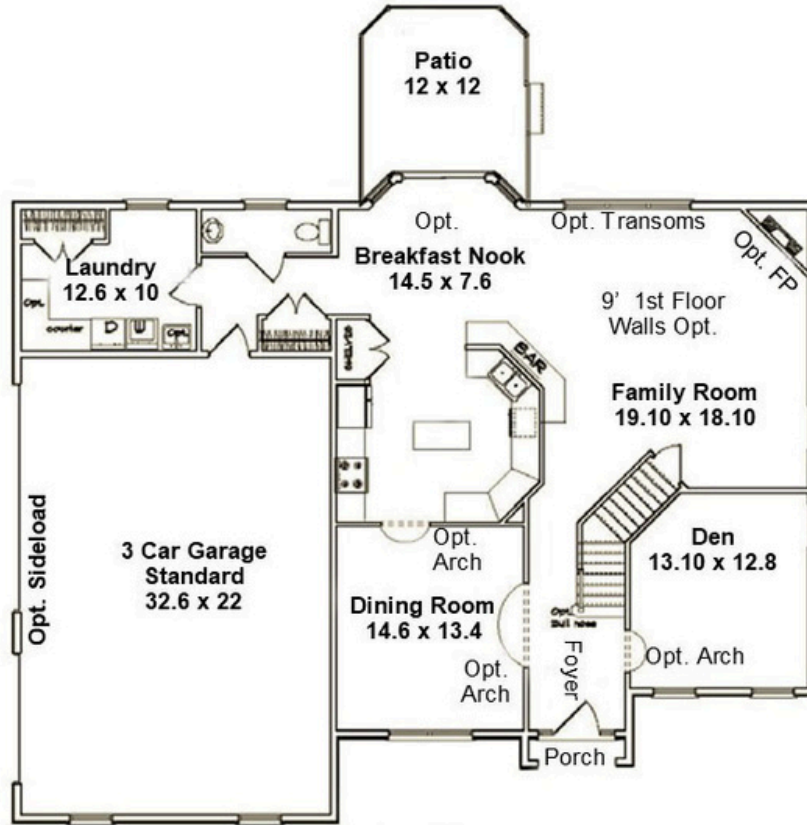 Patio
12 x 12
Opt.
Breakfast Nook
14.5 x 7.6
Opt. Transoms
Opt. FP
9' 1st Floor
Walls Opt.
Laundry
12.6 x 10
Opt.
counter
D
W
Opt.
SHELVES
BAR
Family Room
19.10 x 18.10
Opt. Sideload
3 Car Garage
Standard
32.6 x 22
Opt.
Arch
Dining Room
14.6 x 13.4
Opt.
Arch
Den
13.10 x 12.8
Opt.
Bull nose
Foyer
Opt. Arch
Porch